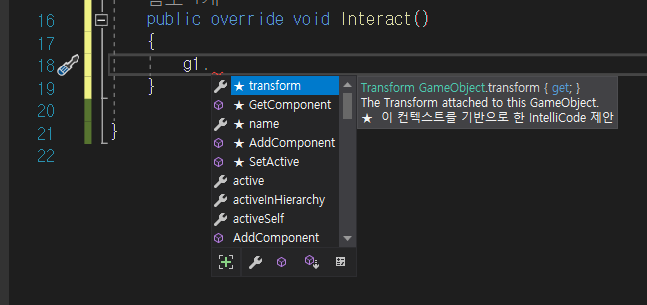 16 public override void Interact()
17 {
18 g1.
19 }
20
21 }
22
★ transform
★ GetComponent
★ name
★ AddComponent
★ SetActive
active
activeInHierarchy
activeSelf
AddComponent
Transform GameObject.transform { get; }
The Transform attached to this GameObject.
★ 이 컨텍스트를 기반으로 한 IntelliCode 제안